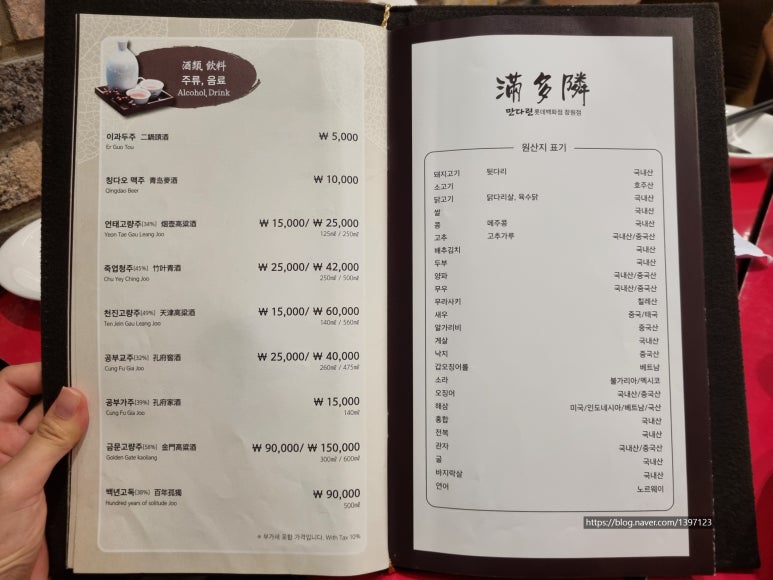 酒類, 飮料
주류, 음료
Alcohol, Drink
이과두주 二鍋頭酒 ₩ 5,000
Er Guo Tou
칭다오 맥주 青岛麥酒 ₩ 10,000
Qingdao Beer
연태고량주(34%) 烟壹高粱酒 ₩ 15,000/ ₩ 25,000
Yeon Tae Gau Leang Joo 125㎖ / 250㎖
죽엽청주(45%) 竹叶青酒 ₩ 25,000/ ₩ 42,000
Chu Yey Ching Joo 250㎖ / 500㎖
천진고량주(49%) 天津高粱酒 ₩ 15,000/ ₩ 60,000
Ten Jein Gau Leang Joo 140㎖ / 560㎖
공부교주(32%) 孔府窖酒 ₩ 25,000/ ₩ 40,000
Cung Fu Gia Joo 260㎖ / 475㎖
공부가주(39%) 孔府家酒 ₩ 15,000
Cung Fu Gia Joo 140㎖
금문고량주(58%) 金門高粱酒 ₩ 90,000/ ₩ 150,000
Golden Gate kaoliang 300㎖ / 600㎖
백년고독(38%) 百年孤獨 ₩ 90,000
Hundred years of solitude Joo 500㎖
※ 부가세 포함 가격입니다. With Tax 10%
滿多隣
만다린 롯데백화점 창원점
원산지 표기
돼지고기 뒷다리 국내산
소고기 호주산
닭고기 닭다리살, 육수닭 국내산
쌀 국내산
콩 메주콩 국내산
고추 고추가루 국내산/중국산
배추김치 국내산
두부 국내산
양파 국내산/중국산
무우 국내산/중국산
무라사키 칠레산
새우 중국/태국
알가리비 중국산
게살 국내산
낙지 중국산
갑오징어롤 베트남
소라 불가리아/멕시코
오징어 국내산/중국산
해삼 미국/인도네시아/베트남/국산
홍합 국내산
전복 국내산
관자 국내산/중국산
굴 국내산
바지락살 국내산
연어 노르웨이
https://blog.naver.com/1397123